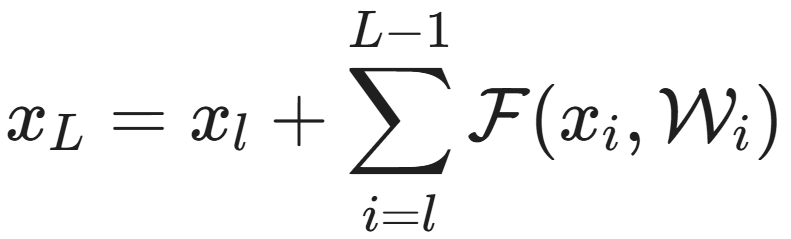 x_L = x_l + \sum_{i=l}^{L-1} \mathcal{F}(x_i, \mathcal{W}_i)